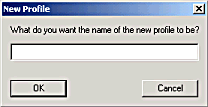 New Profile
What do you want the name of the new profile to be?
OK
Cancel